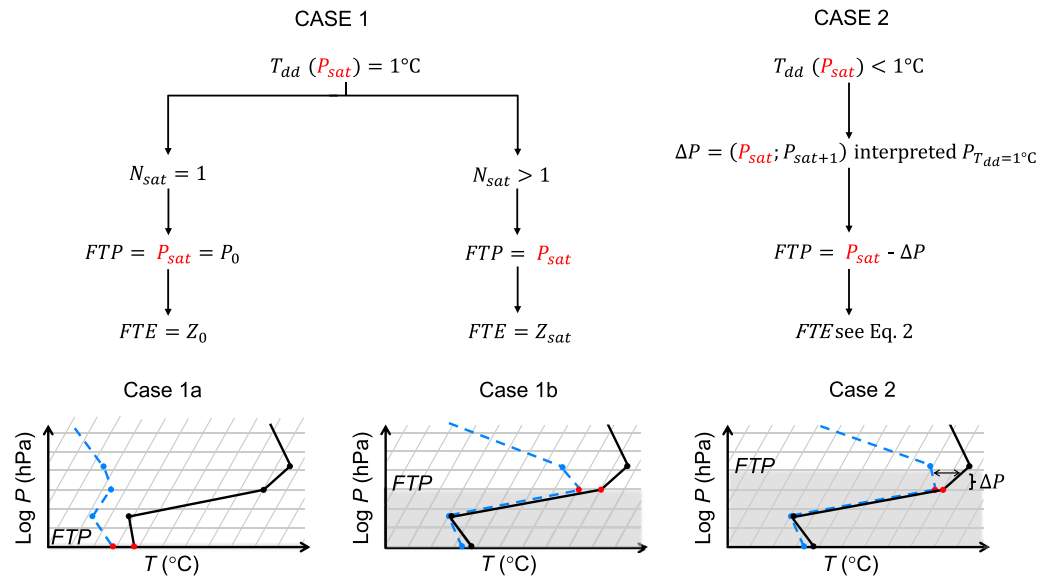 CASE 1
CASE 2
T_dd (P_sat) = 1°C
T_dd (P_sat) < 1°C
ΔP = (P_sat; P_sat+1) interpreted P_T_dd=1°C
N_sat = 1
N_sat > 1
FTP = P_sat = P_0
FTP = P_sat
FTP = P_sat - ΔP
FTE = Z_0
FTE = Z_sat
FTE see Eq. 2
Case 1a
Case 1b
Case 2
Log P (hPa)
FTP
T (°C)
Log P (hPa)
FTP
T (°C)
Log P (hPa)
FTP
ΔP
T (°C)